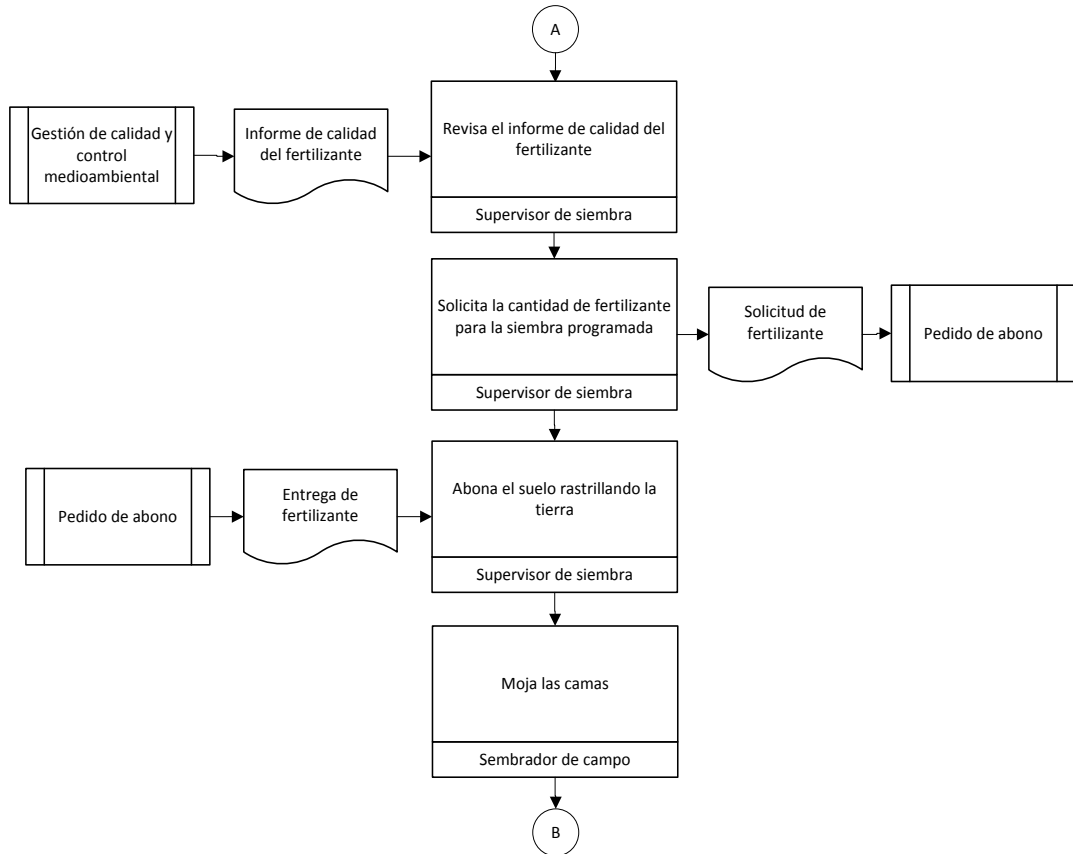 A
Gestión de calidad y
control
medioambiental
Informe de calidad
del fertilizante
Revisa el informe de calidad del
fertilizante
Supervisor de siembra
Solicita la cantidad de fertilizante
para la siembra programada
Supervisor de siembra
Solicitud de
fertilizante
Pedido de abono
Pedido de abono
Entrega de
fertilizante
Abona el suelo rastrillando la
tierra
Supervisor de siembra
Moja las camas
Sembrador de campo
B